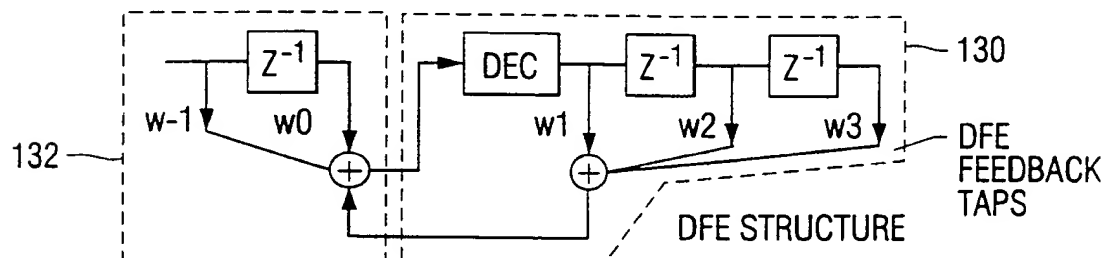 Z⁻¹
DEC
Z⁻¹
Z⁻¹
130
w-1
w0
w1
w2
w3
132
+
+
DFE
FEEDBACK
TAPS
DFE STRUCTURE